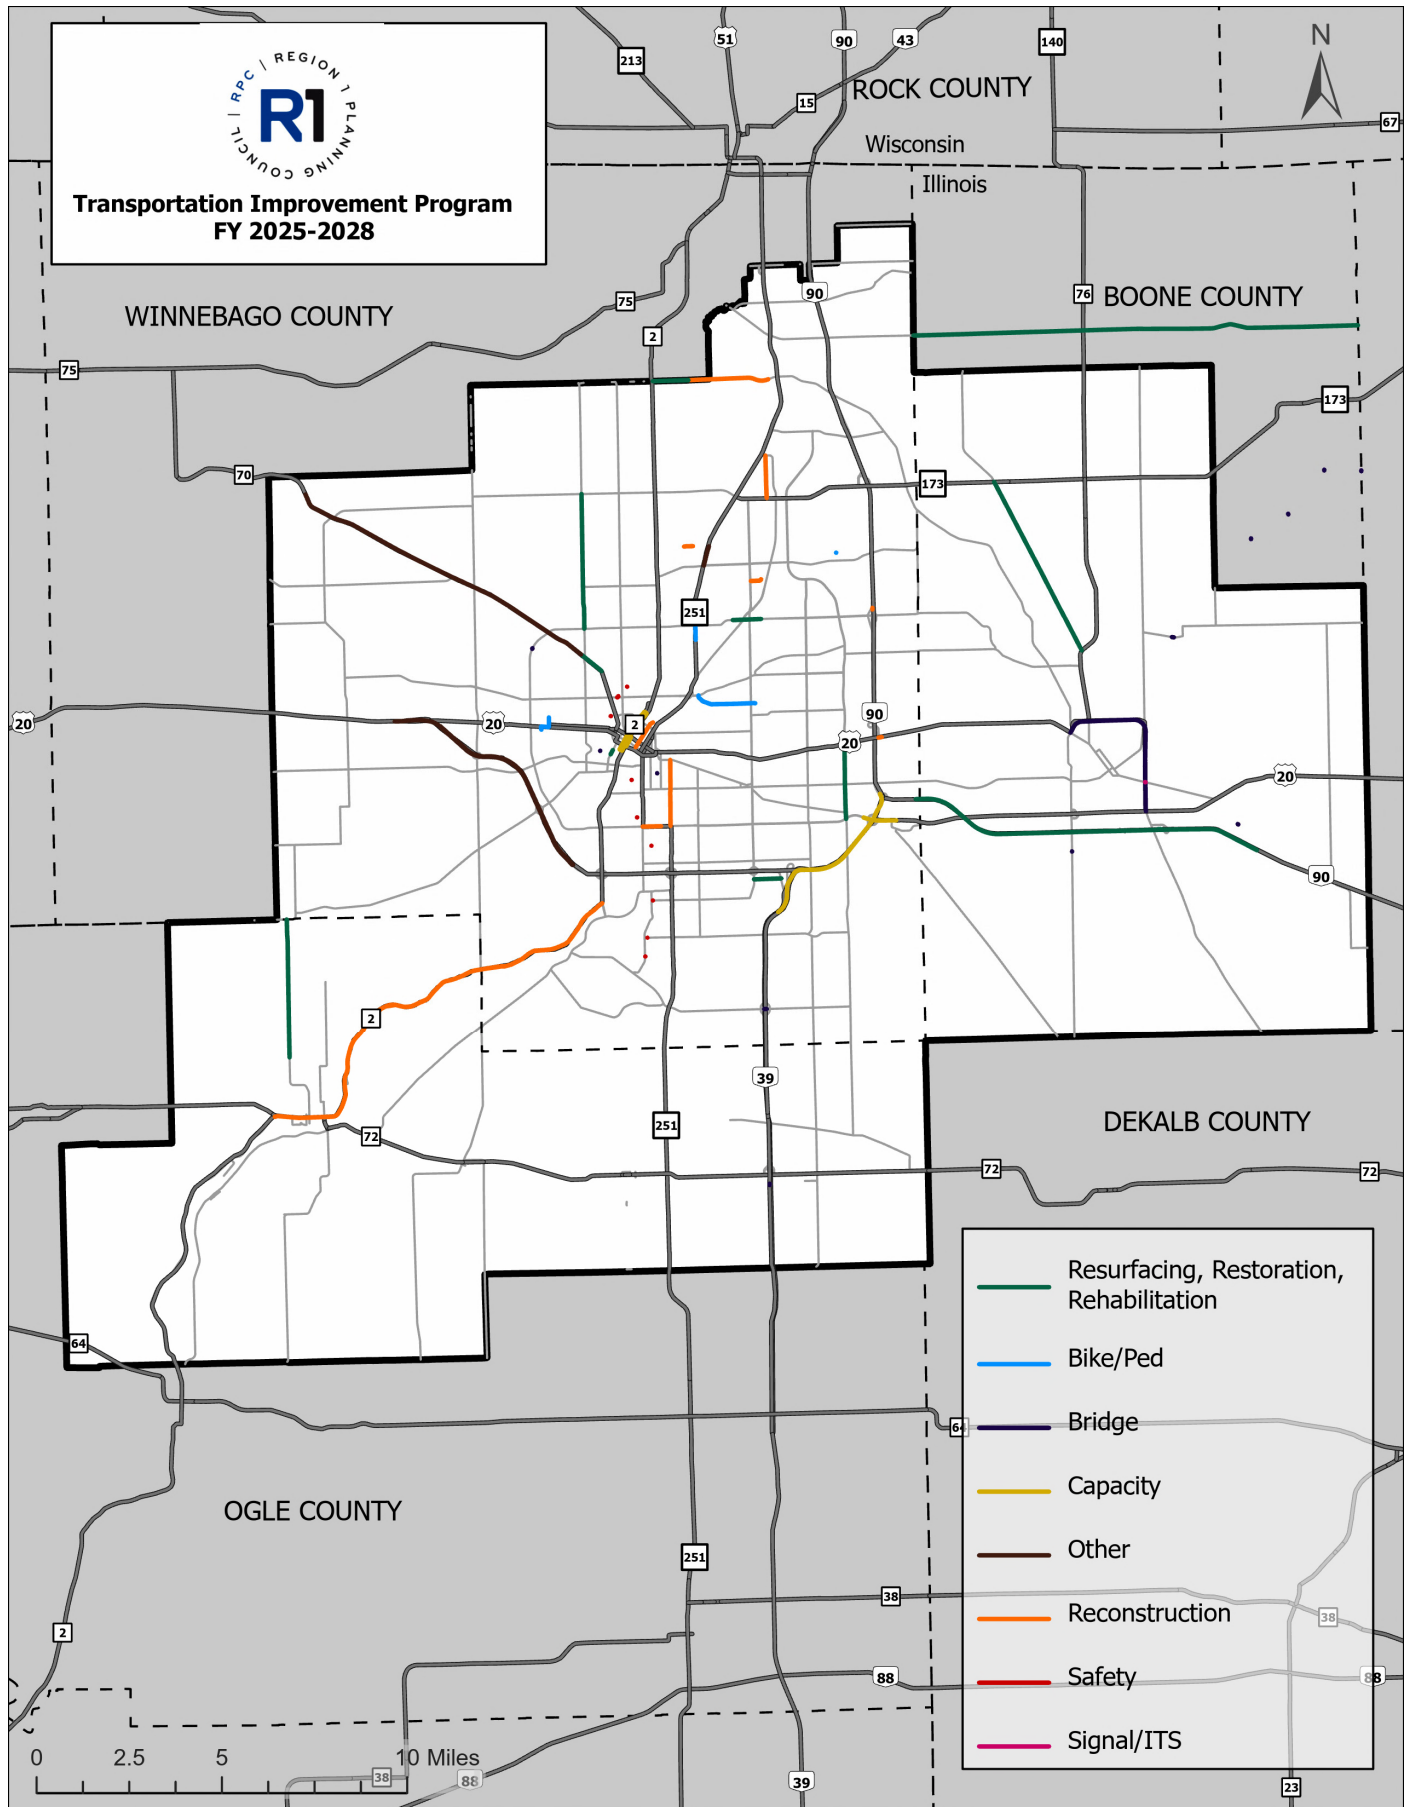 51
90
43
140
N
213
ROCK COUNTY
15
67
RPC | REGION 1 PLANNING COUNCIL |
R1
Wisconsin
Illinois
Transportation Improvement Program
FY 2025-2028
90
76
BOONE COUNTY
75
WINNEBAGO COUNTY
2
75
173
70
173
251
90
20
20
2
20
20
90
2
39
251
DEKALB COUNTY
72
72
72
64
Resurfacing, Restoration,
Rehabilitation
Bike/Ped
64
Bridge
Capacity
OGLE COUNTY
251
Other
38
Reconstruction
38
2
88
Safety
88
Signal/ITS
0 2.5 5 10 Miles
38
88
39
23